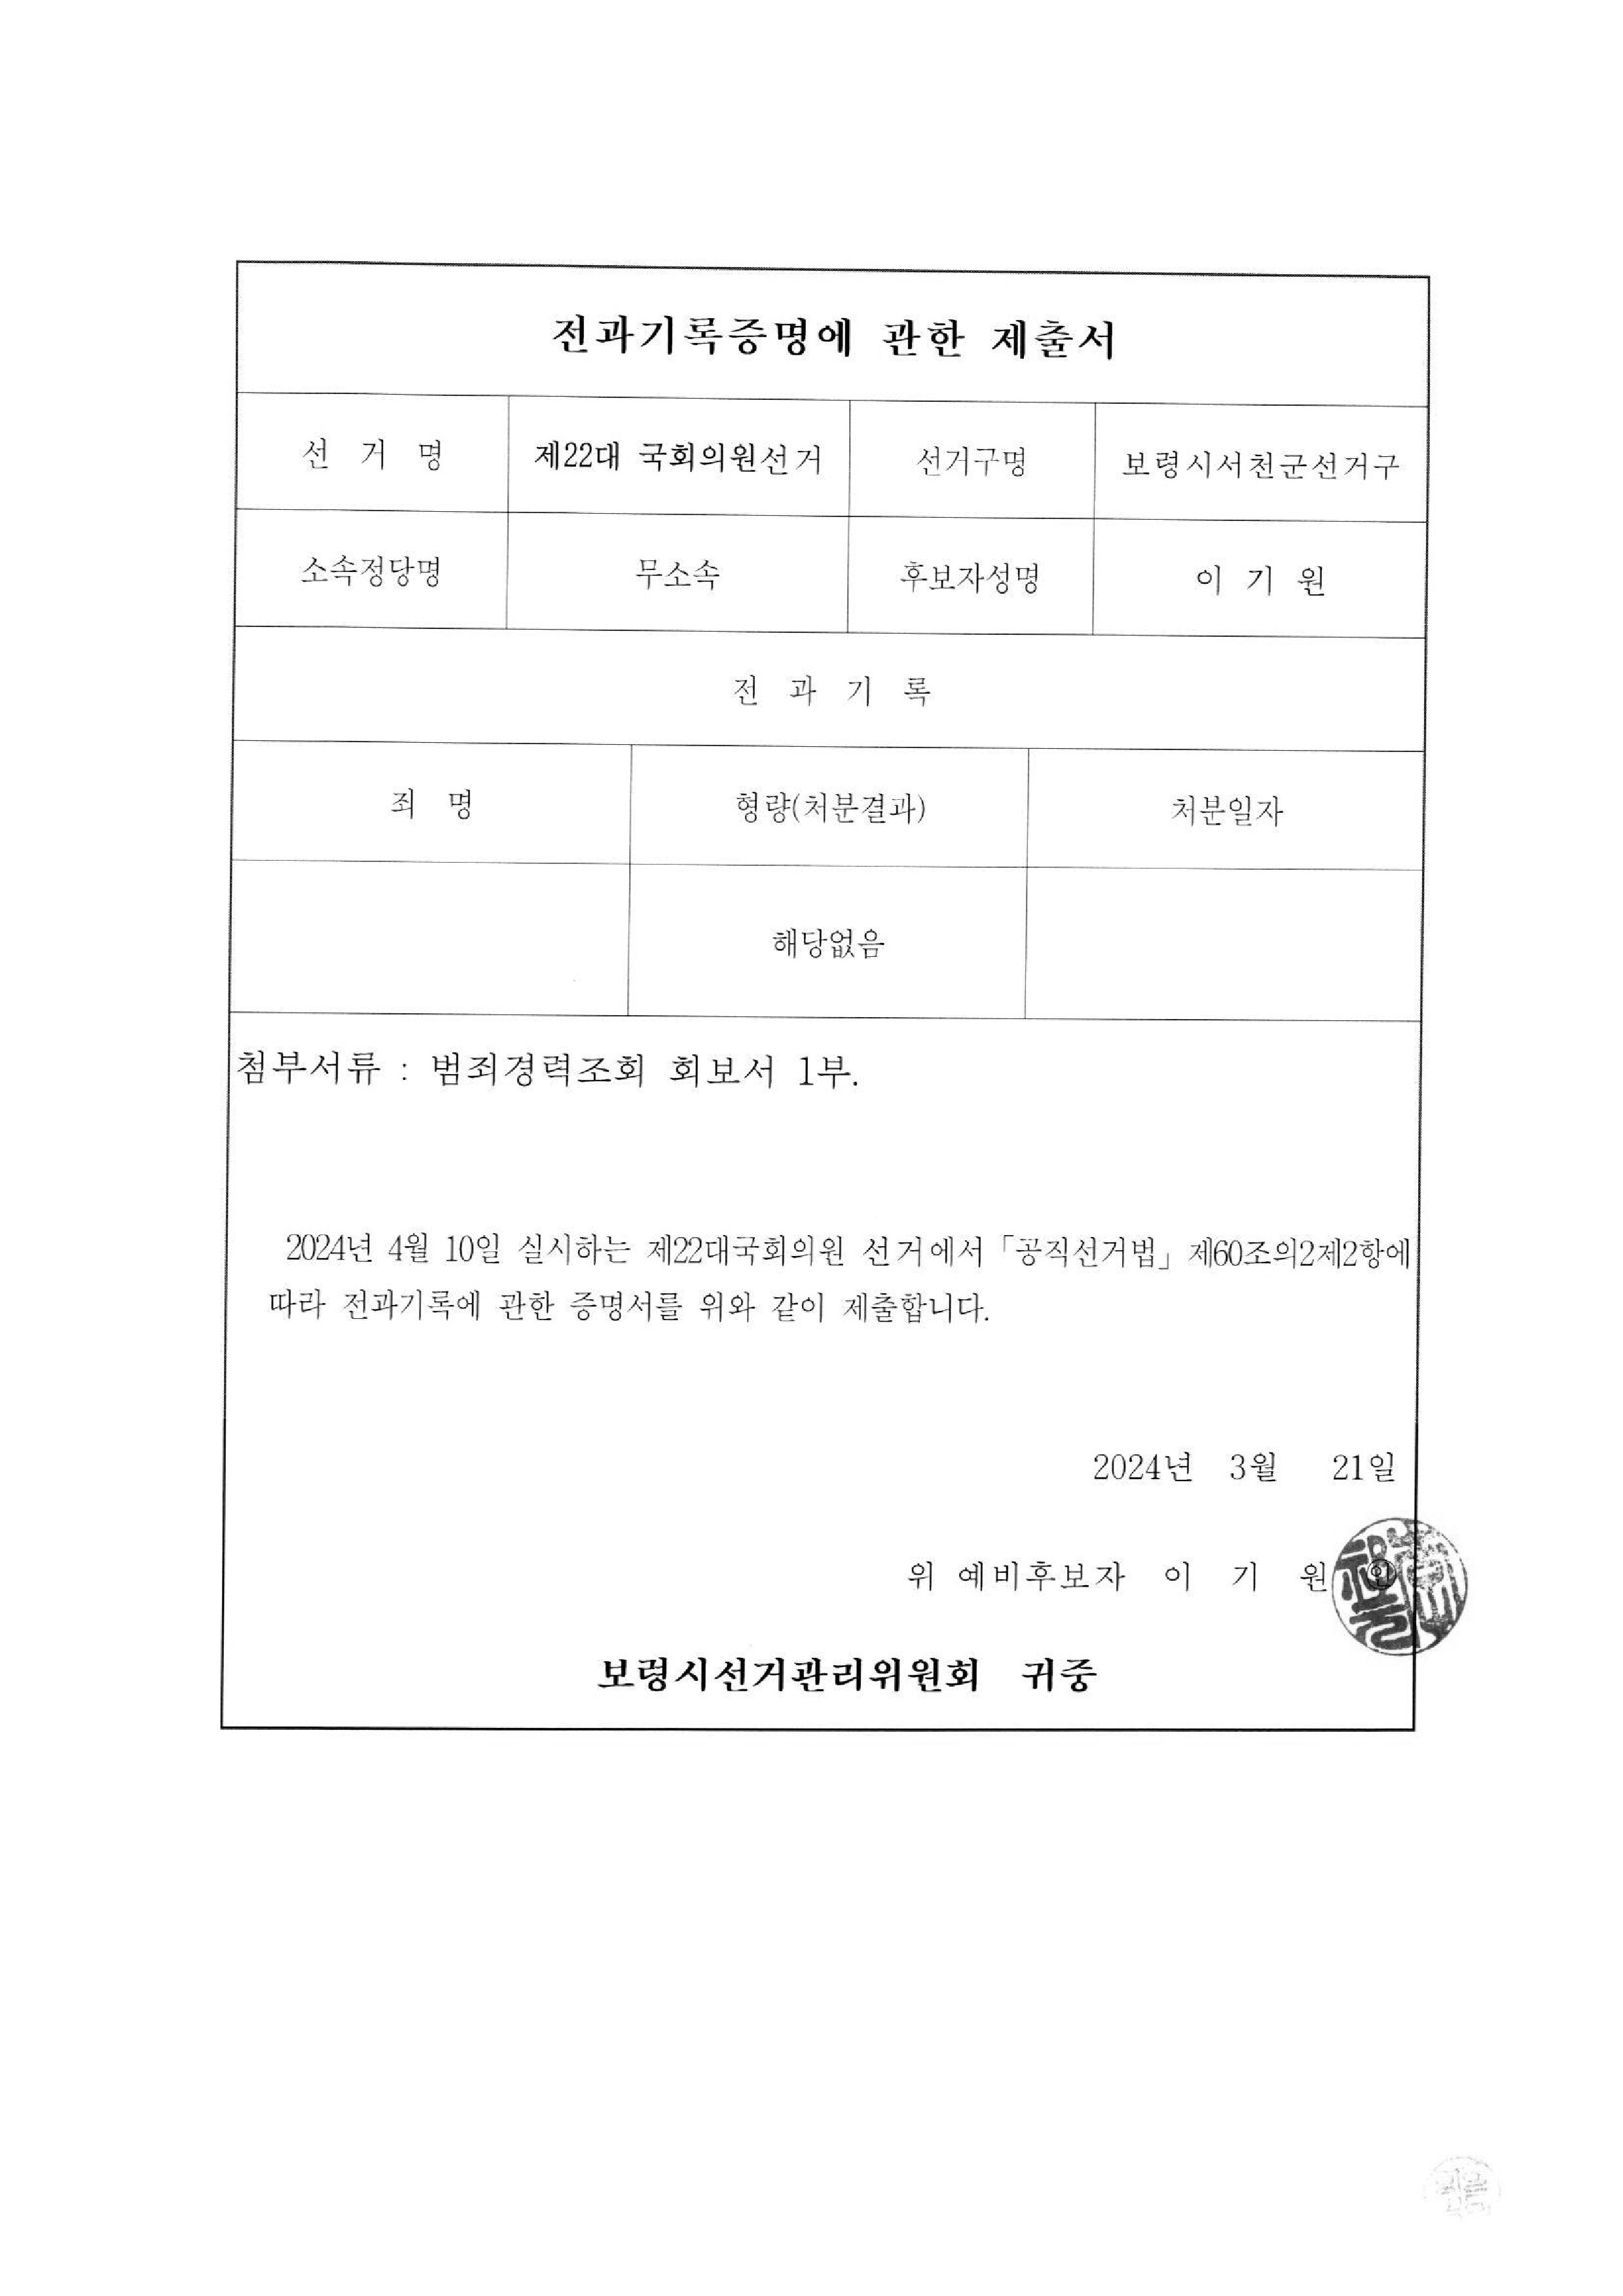 전과기록증명에 관한 제출서
선 거 명 제22대 국회의원선거 선거구명 보령시서천군선거구
소속정당명 무소속 후보자성명 이 기 원
전 과 기 록
죄 명 형량(처분결과) 처분일자
해당없음
첨부서류 : 범죄경력조회 회보서 1부.
2024년 4월 10일 실시하는 제22대국회의원 선거에서 「공직선거법」 제60조의2제2항에
따라 전과기록에 관한 증명서를 위와 같이 제출합니다.
2024년 3월 21일
위 예비후보자 이 기 원 ㊞
보령시선거관리위원회 귀중